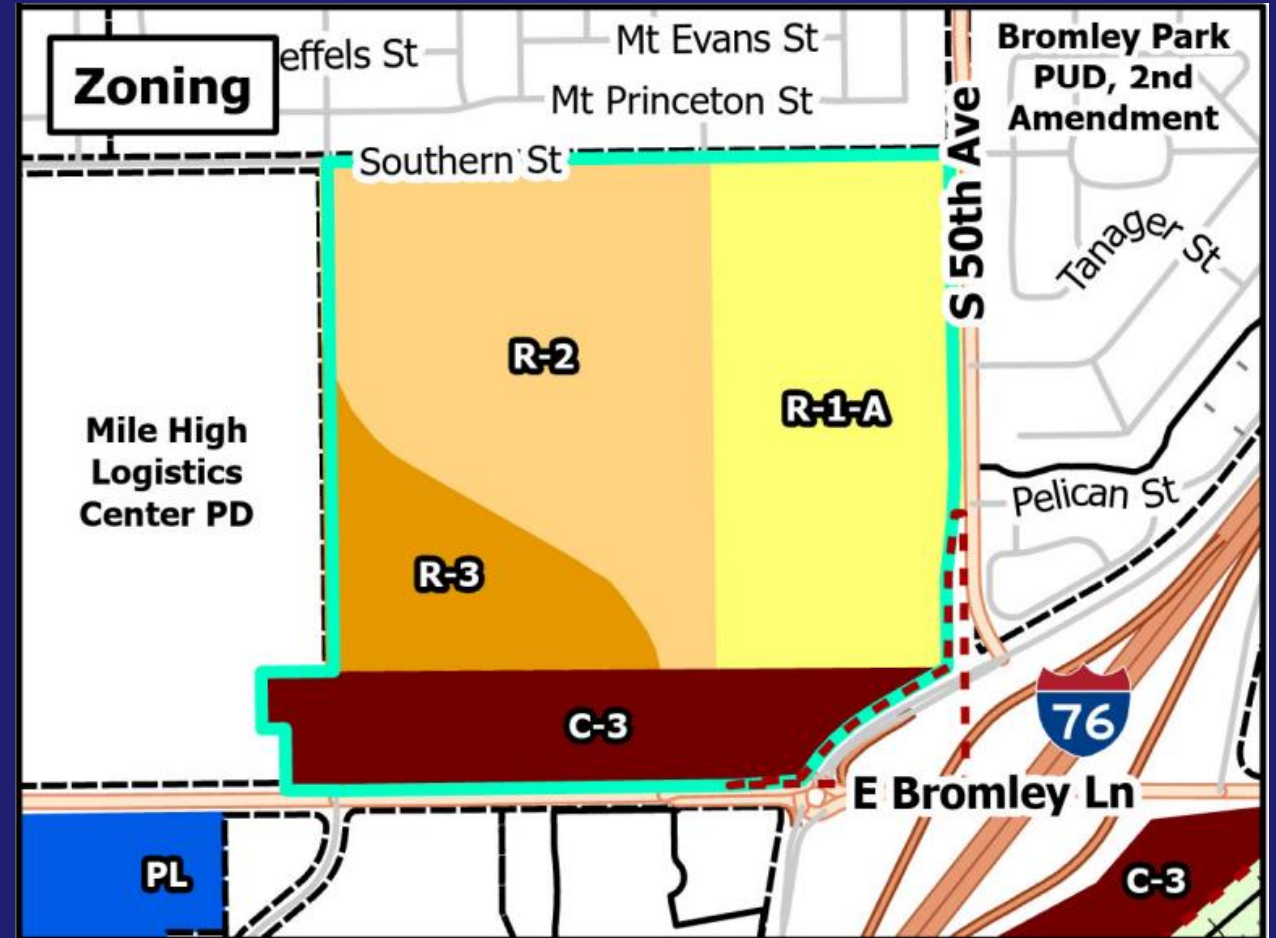 Zoning
effels St
Mt Evans St
Mt Princeton St
Bromley Park
PUD, 2nd
Amendment
Southern St
S 50th Ave
Tanager St
R-2
R-1-A
Mile High
Logistics
Center PD
Pelican St
R-3
C-3
76
E Bromley Ln
PL
C-3